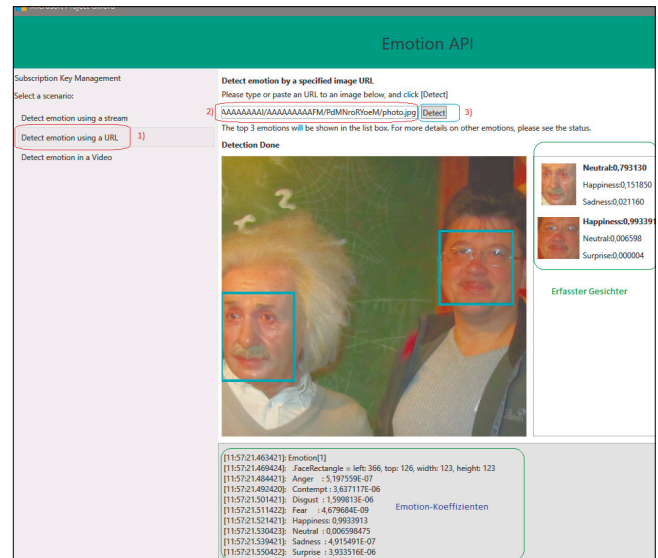 Microsoft Project Oxford
Emotion API
Subscription Key Management
Select a scenario:
Detect emotion using a stream
Detect emotion using a URL
1)
Detect emotion in a Video
Detect emotion by a specified image URL
Please type or paste an URL to an image below, and click [Detect]
2) AAAAAAAAI/AAAAAAAAAFM/PdMNroRYoeM/photo.jpg Detect 3)
The top 3 emotions will be shown in the list box. For more details on other emotions, please see the status.
Detection Done
c 2
Neutral:0,793130
Happiness:0,151850
Sadness:0,021160
Happiness:0,993391
Neutral:0,006598
Surprise:0,000004
Erfasster Gesichter
[11:57:21.463421]: Emotion[1]
[11:57:21.469424]: .FaceRectangle = left: 366, top: 126, width: 123, height: 123
[11:57:21.484421]: Anger : 5,197559E-07
[11:57:21.492420]: Contempt : 3,637117E-06
[11:57:21.501421]: Disgust : 1,599813E-06
[11:57:21.511422]: Fear : 4,679684E-09
[11:57:21.521421]: Happiness: 0,9933913
[11:57:21.530423]: Neutral : 0,006598475
[11:57:21.539421]: Sadness : 4,915491E-07
[11:57:21.550422]: Surprise : 3,933516E-06
Emotion-Koeffizienten